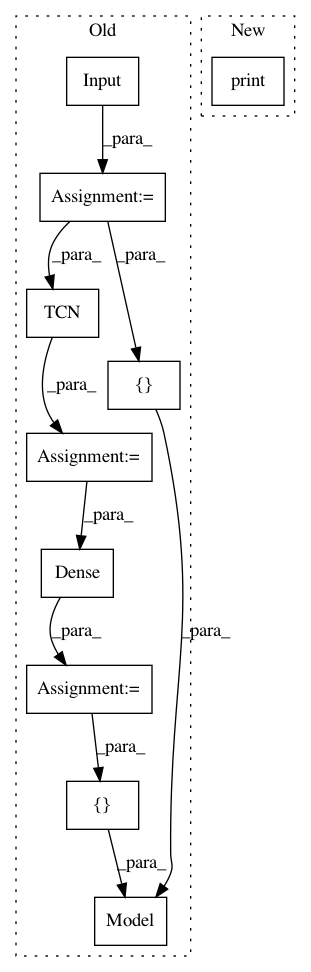 Old
New
Input
print
_para_
Assignment:=
_para_
_para_
TCN
{}
_para_
Assignment:=
_para_
Dense
_para_
_para_
Assignment:=
_para_
{}
_para_
Model